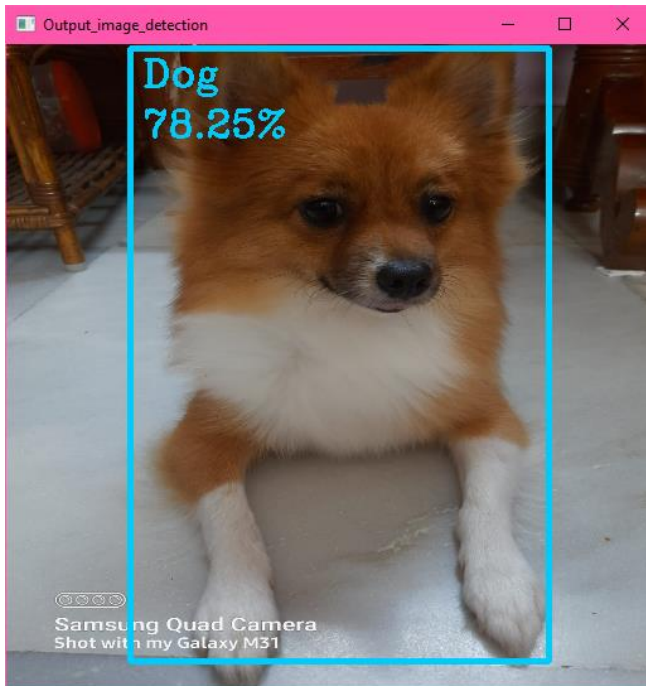 Output_image_detection
Dog
78.25%
Samsung Quad Camera
Shot with my Galaxy M31